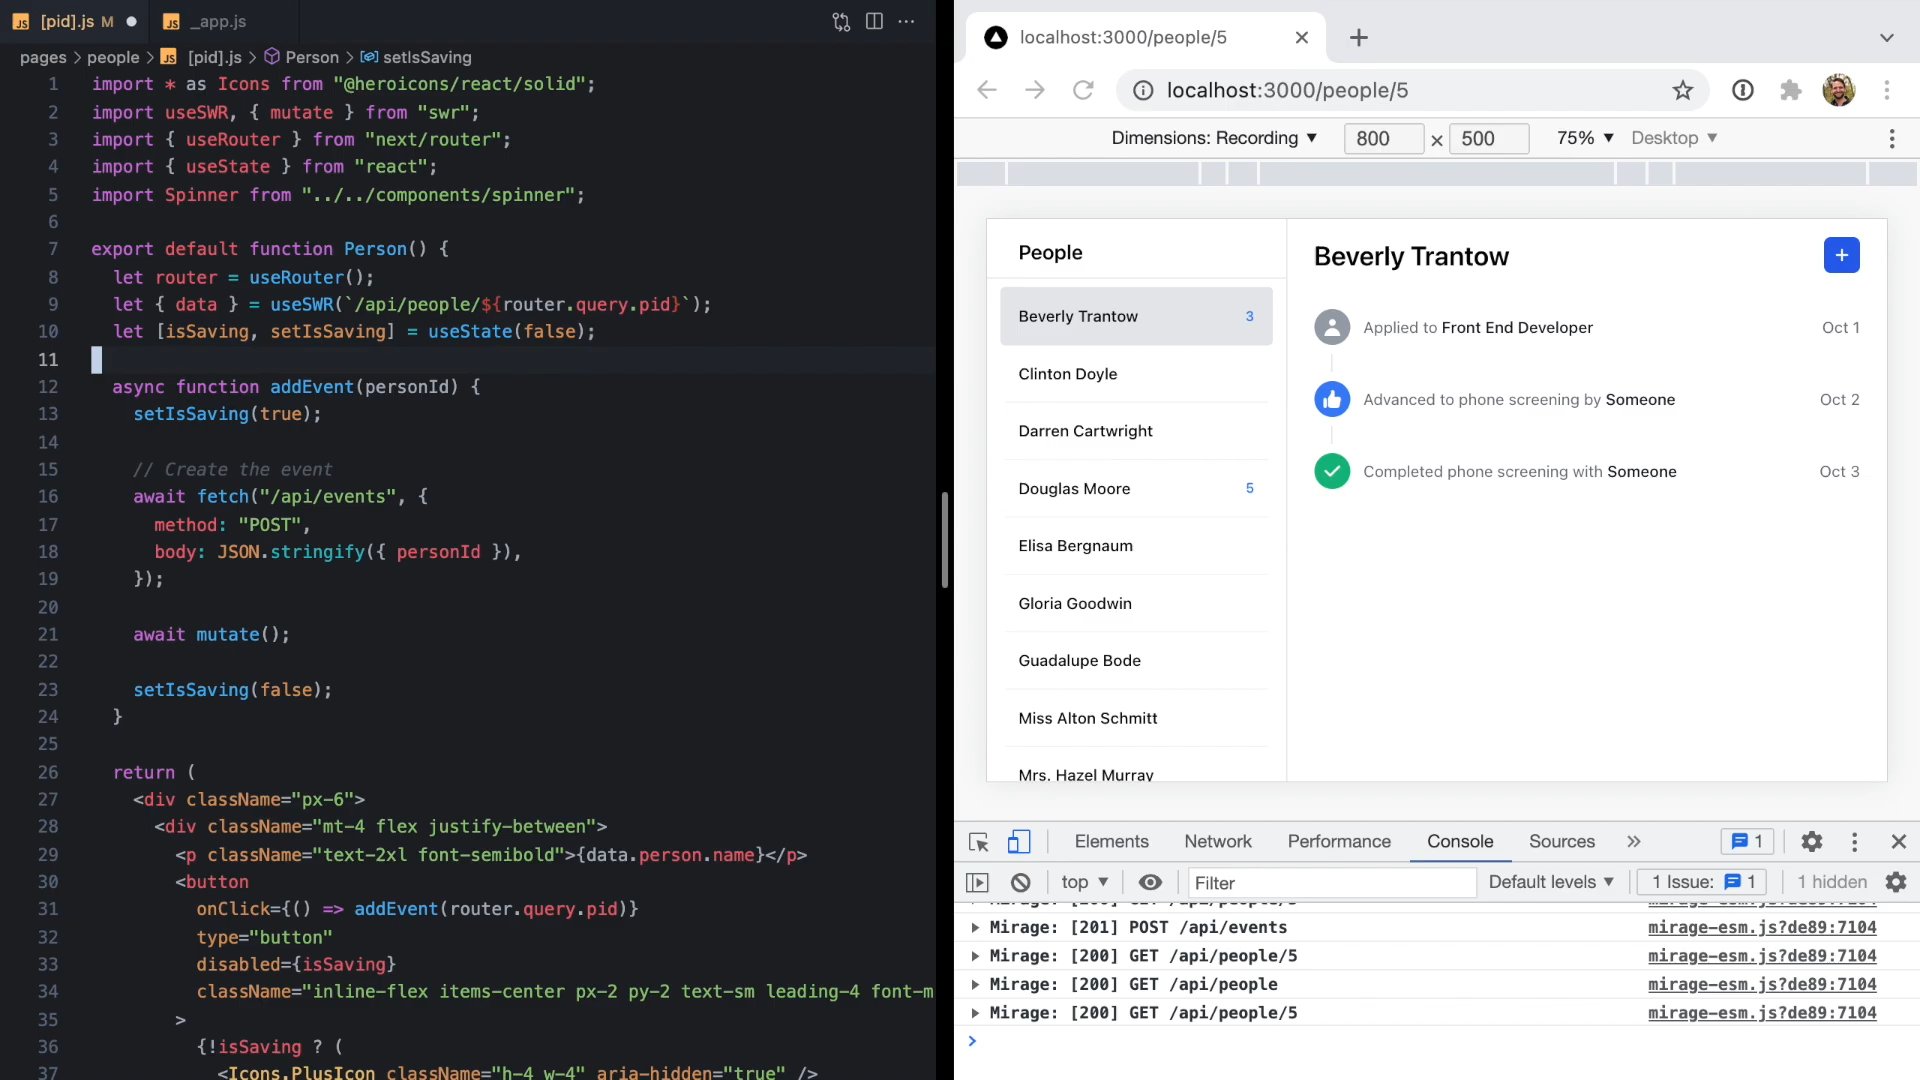 [pid].js M
_app.js
pages > people > [pid].js > Person > setIsSaving
1 import * as Icons from "@heroicons/react/solid";
2 import useSWR, { mutate } from "swr";
3 import { useRouter } from "next/router";
4 import { useState } from "react";
5 import Spinner from "../../components/spinner";
6
7 export default function Person() {
8 let router = useRouter();
9 let { data } = useSWR(`/api/people/${router.query.pid}`);
10 let [isSaving, setIsSaving] = useState(false);
11
12 async function addEvent(personId) {
13 setIsSaving(true);
14
15 // Create the event
16 await fetch("/api/events", {
17 method: "POST",
18 body: JSON.stringify({ personId }),
19 });
20
21 await mutate();
22
23 setIsSaving(false);
24 }
25
26 return (
27 <div className="px-6">
28 <div className="mt-4 flex justify-between">
29 <p className="text-2xl font-semibold">{data.person.name}</p>
30 <button
31 onClick={() => addEvent(router.query.pid)}
32 type="button"
33 disabled={isSaving}
34 className="inline-flex items-center px-2 py-2 text-sm leading-4 font-m
35 >
36 {!isSaving ? (
37 <Icons.PlusIcon className="h-4 w-4" aria-hidden="true" />
localhost:3000/people/5
localhost:3000/people/5
Dimensions: Recording ▼ 800 × 500 75% ▼ Desktop ▼
People
Beverly Trantow 3
Clinton Doyle
Darren Cartwright
Douglas Moore 5
Elisa Bergnaum
Gloria Goodwin
Guadalupe Bode
Miss Alton Schmitt
Mrs. Hazel Murray
Beverly Trantow
Applied to Front End Developer Oct 1
Advanced to phone screening by Someone Oct 2
Completed phone screening with Someone Oct 3
Elements Network Performance Console Sources » 1
top ▼ Filter Default levels ▼ 1 Issue: 1 1 hidden
Mirage: [200] GET /api/people/5 mirage-esm.js?de89:7104
Mirage: [201] POST /api/events mirage-esm.js?de89:7104
Mirage: [200] GET /api/people/5 mirage-esm.js?de89:7104
Mirage: [200] GET /api/people mirage-esm.js?de89:7104
Mirage: [200] GET /api/people/5 mirage-esm.js?de89:7104